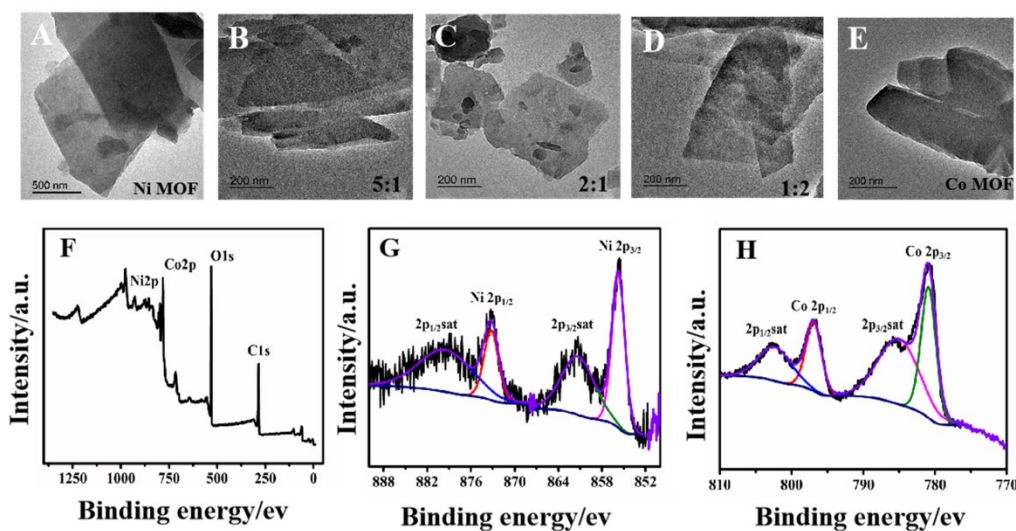 A
500 nm
Ni MOF
B
200 nm
5:1
C
200 nm
2:1
D
200 nm
1:2
E
200 nm
Co MOF
F
Intensity/a.u.
Ni2p
Co2p
O1s
C1s
1250 1000 750 500 250 0
Binding energy/ev
G
Intensity/a.u.
2p1/2sat
Ni 2p1/2
2p3/2sat
Ni 2p3/2
888 882 876 870 864 858 852
Binding energy/ev
H
Intensity/a.u.
2p1/2sat
Co 2p1/2
2p3/2sat
Co 2p3/2
810 800 790 780 770
Binding energy/ev